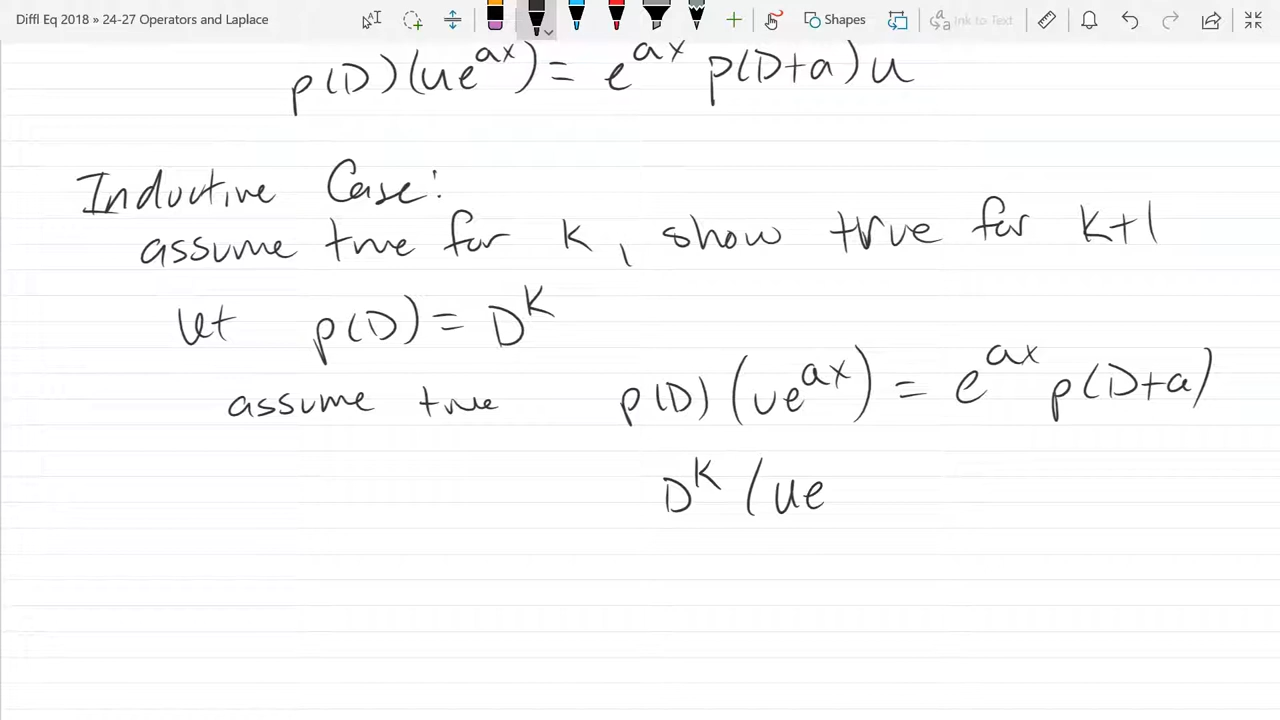 Diffl Eq 2018 » 24-27 Operators and Laplace
Shapes
Ink to Text
p(D)(ue^{ax}) = e^{ax} p(D+a)u
Inductive Case:
assume true for k, show true for k+1
Let p(D) = D^k
assume true p(D)(ue^{ax}) = e^{ax} p(D+a)
D^k (ue